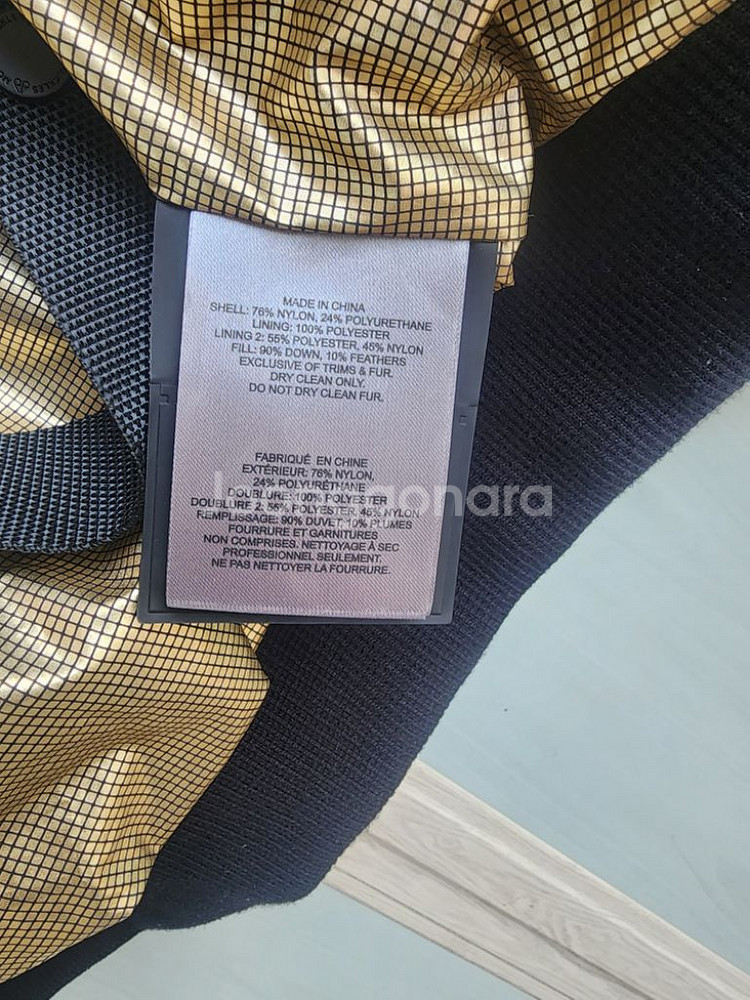 MADE IN CHINA
SHELL: 76% NYLON, 24% POLYURETHANE
LINING: 100% POLYESTER
LINING 2: 55% POLYESTER, 45% NYLON
FILL: 90% DOWN, 10% FEATHERS
EXCLUSIVE OF TRIMS & FUR.
DRY CLEAN ONLY.
DO NOT DRY CLEAN FUR.
FABRIQUÉ EN CHINE
EXTÉRIEUR: 76% NYLON,
24% POLYURÉTHANE
DOUBLURE: 100% POLYESTER
DOUBLURE 2: 55% POLYESTER, 45% NYLON
REMPLISSAGE: 90% DUVET, 10% PLUMES
FOURRURE ET GARNITURES
NON COMPRISES. NETTOYAGE À SEC
PROFESSIONNEL SEULEMENT.
NE PAS NETTOYER LA FOURRURE.